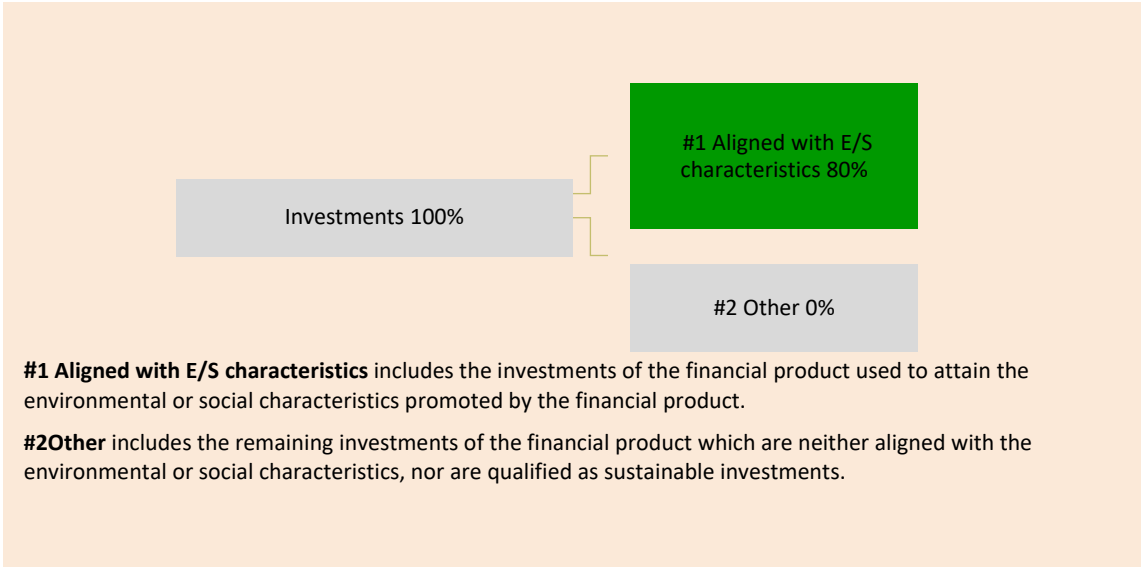 #1 Aligned with E/S
characteristics 80%
Investments 100%
#2 Other 0%
#1 Aligned with E/S characteristics includes the investments of the financial product used to attain the
environmental or social characteristics promoted by the financial product.
#2Other includes the remaining investments of the financial product which are neither aligned with the
environmental or social characteristics, nor are qualified as sustainable investments.